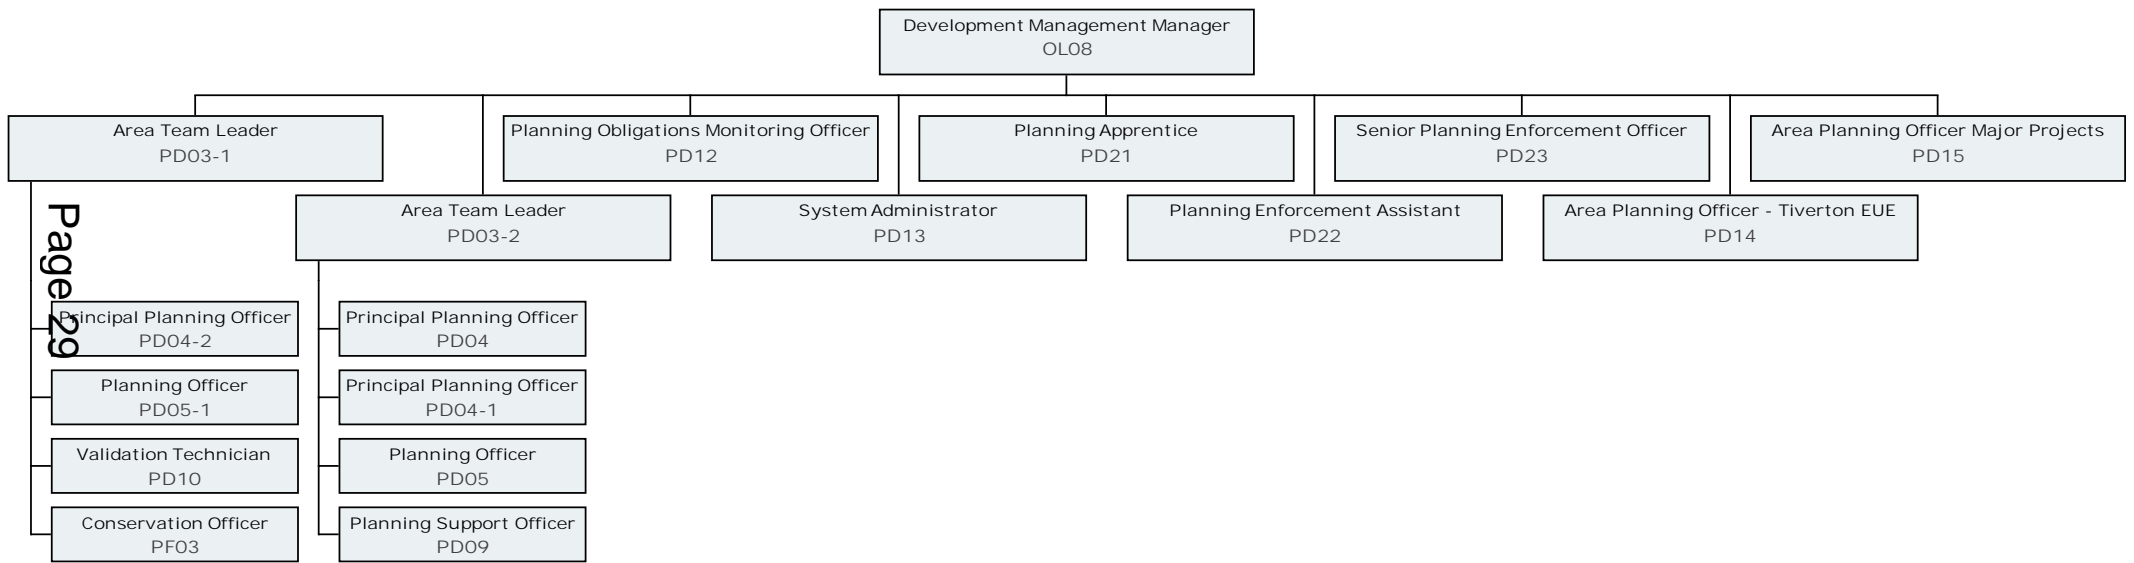 Development Management Manager
OL08
Area Team Leader
PD03-1
Planning Obligations Monitoring Officer
PD12
Planning Apprentice
PD21
Senior Planning Enforcement Officer
PD23
Area Planning Officer Major Projects
PD15
Area Team Leader
PD03-2
System Administrator
PD13
Planning Enforcement Assistant
PD22
Area Planning Officer - Tiverton EUE
PD14
Page 29
Principal Planning Officer
PD04-2
Planning Officer
PD05-1
Validation Technician
PD10
Conservation Officer
PF03
Principal Planning Officer
PD04
Principal Planning Officer
PD04-1
Planning Officer
PD05
Planning Support Officer
PD09